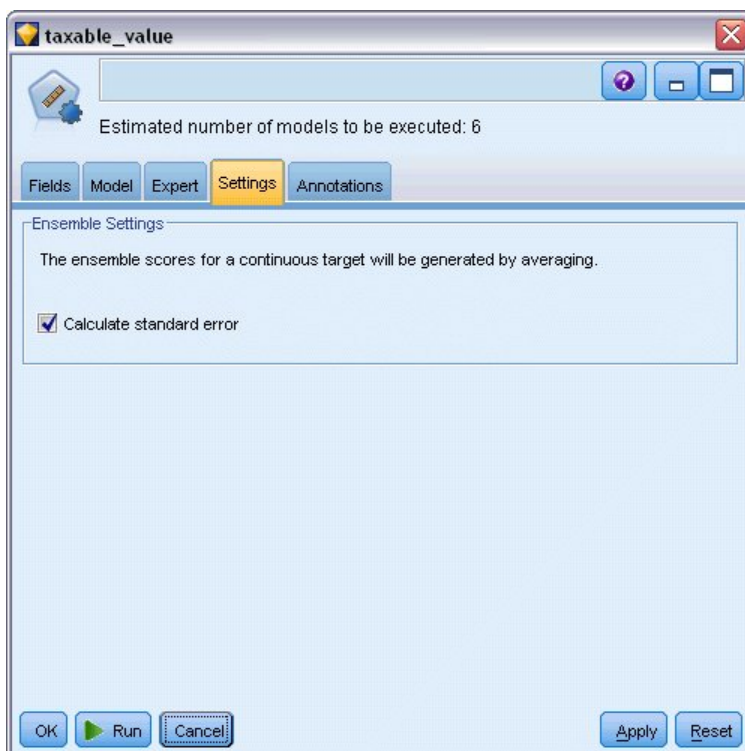 taxable_value
Estimated number of models to be executed: 6
Fields Model Expert Settings Annotations
Ensemble Settings
The ensemble scores for a continuous target will be generated by averaging.
Calculate standard error
OK Run Cancel Apply Reset